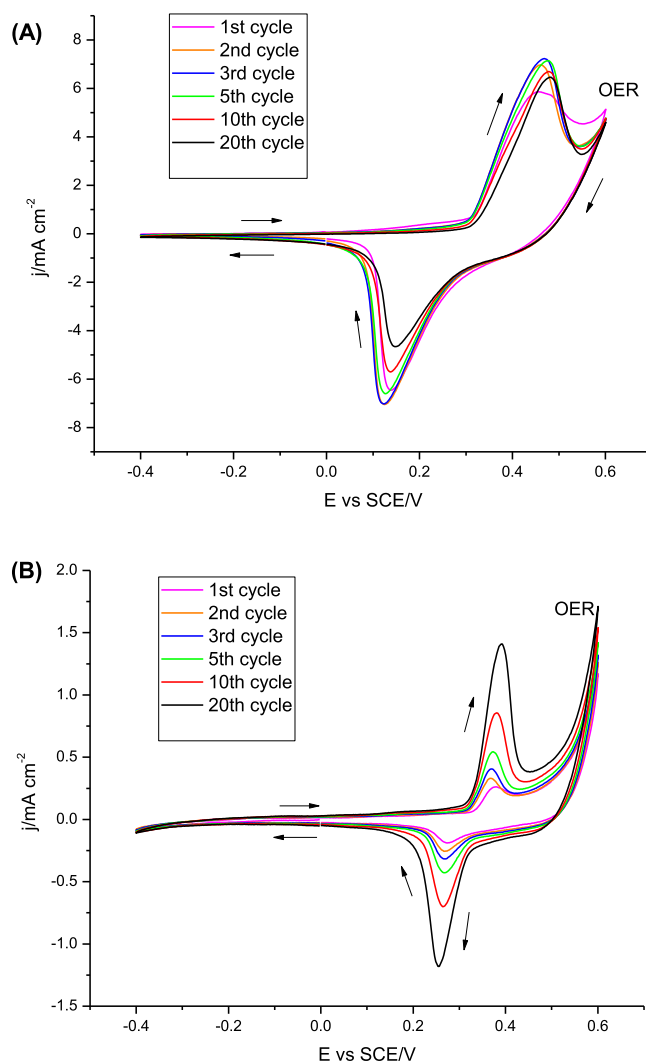 (A)
1st cycle
2nd cycle
3rd cycle
5th cycle
10th cycle
20th cycle
OER
8
6
4
2
0
-2
-4
-6
-8
j/mA cm-2
-0.4 -0.2 0.0 0.2 0.4 0.6
E vs SCE/V
(B)
1st cycle
2nd cycle
3rd cycle
5th cycle
10th cycle
20th cycle
OER
2.0
1.5
1.0
0.5
0.0
-0.5
-1.0
-1.5
j/mA cm-2
-0.4 -0.2 0.0 0.2 0.4 0.6
E vs SCE/V